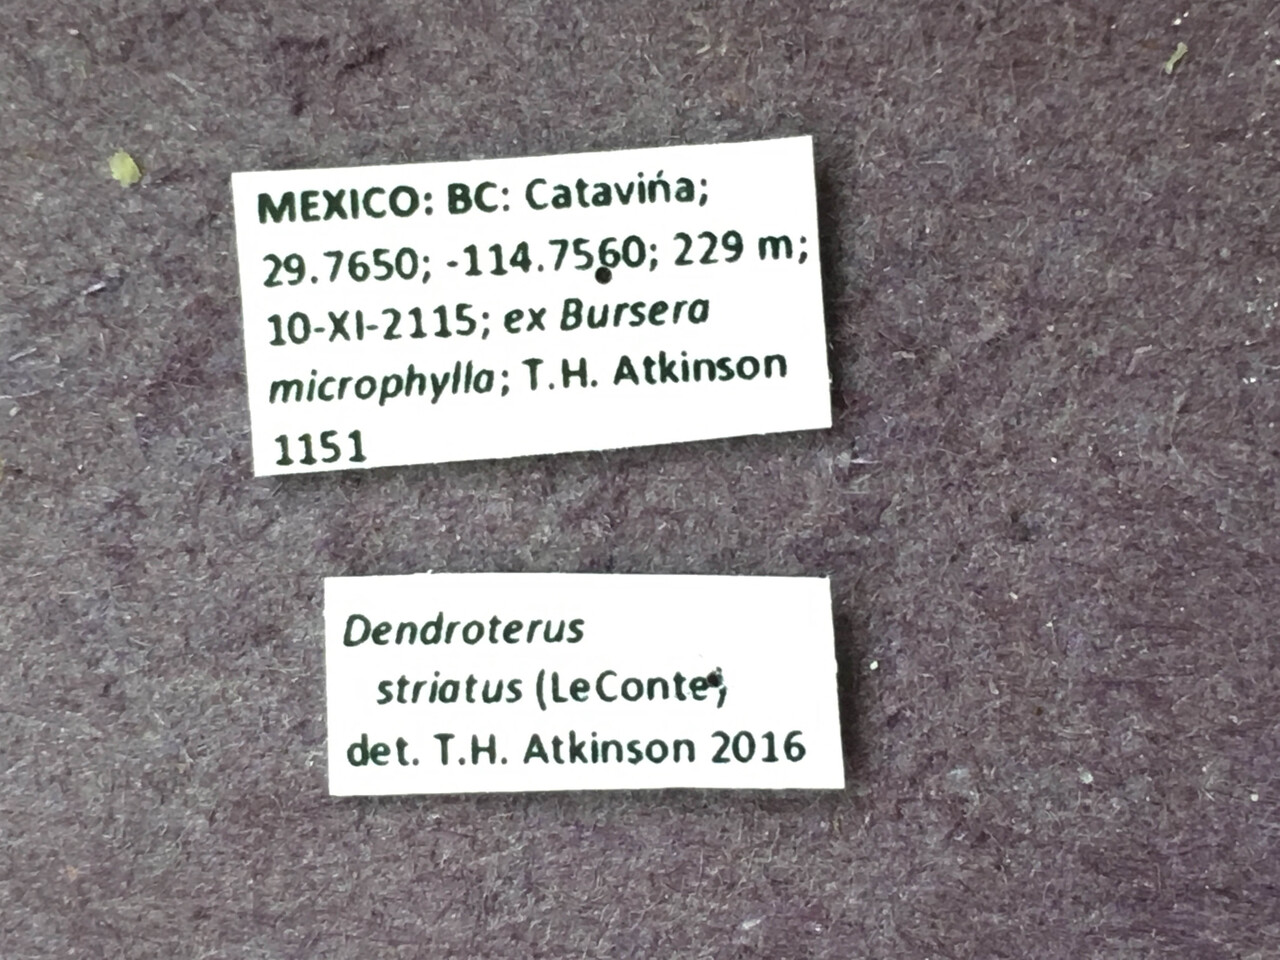 MEXICO: BC: Catavińa;
29.7650; -114.7560; 229 m;
10-XI-2115; ex Bursera
microphylla; T.H. Atkinson
1151
Dendroterus
striatus (LeConte);
det. T.H. Atkinson 2016